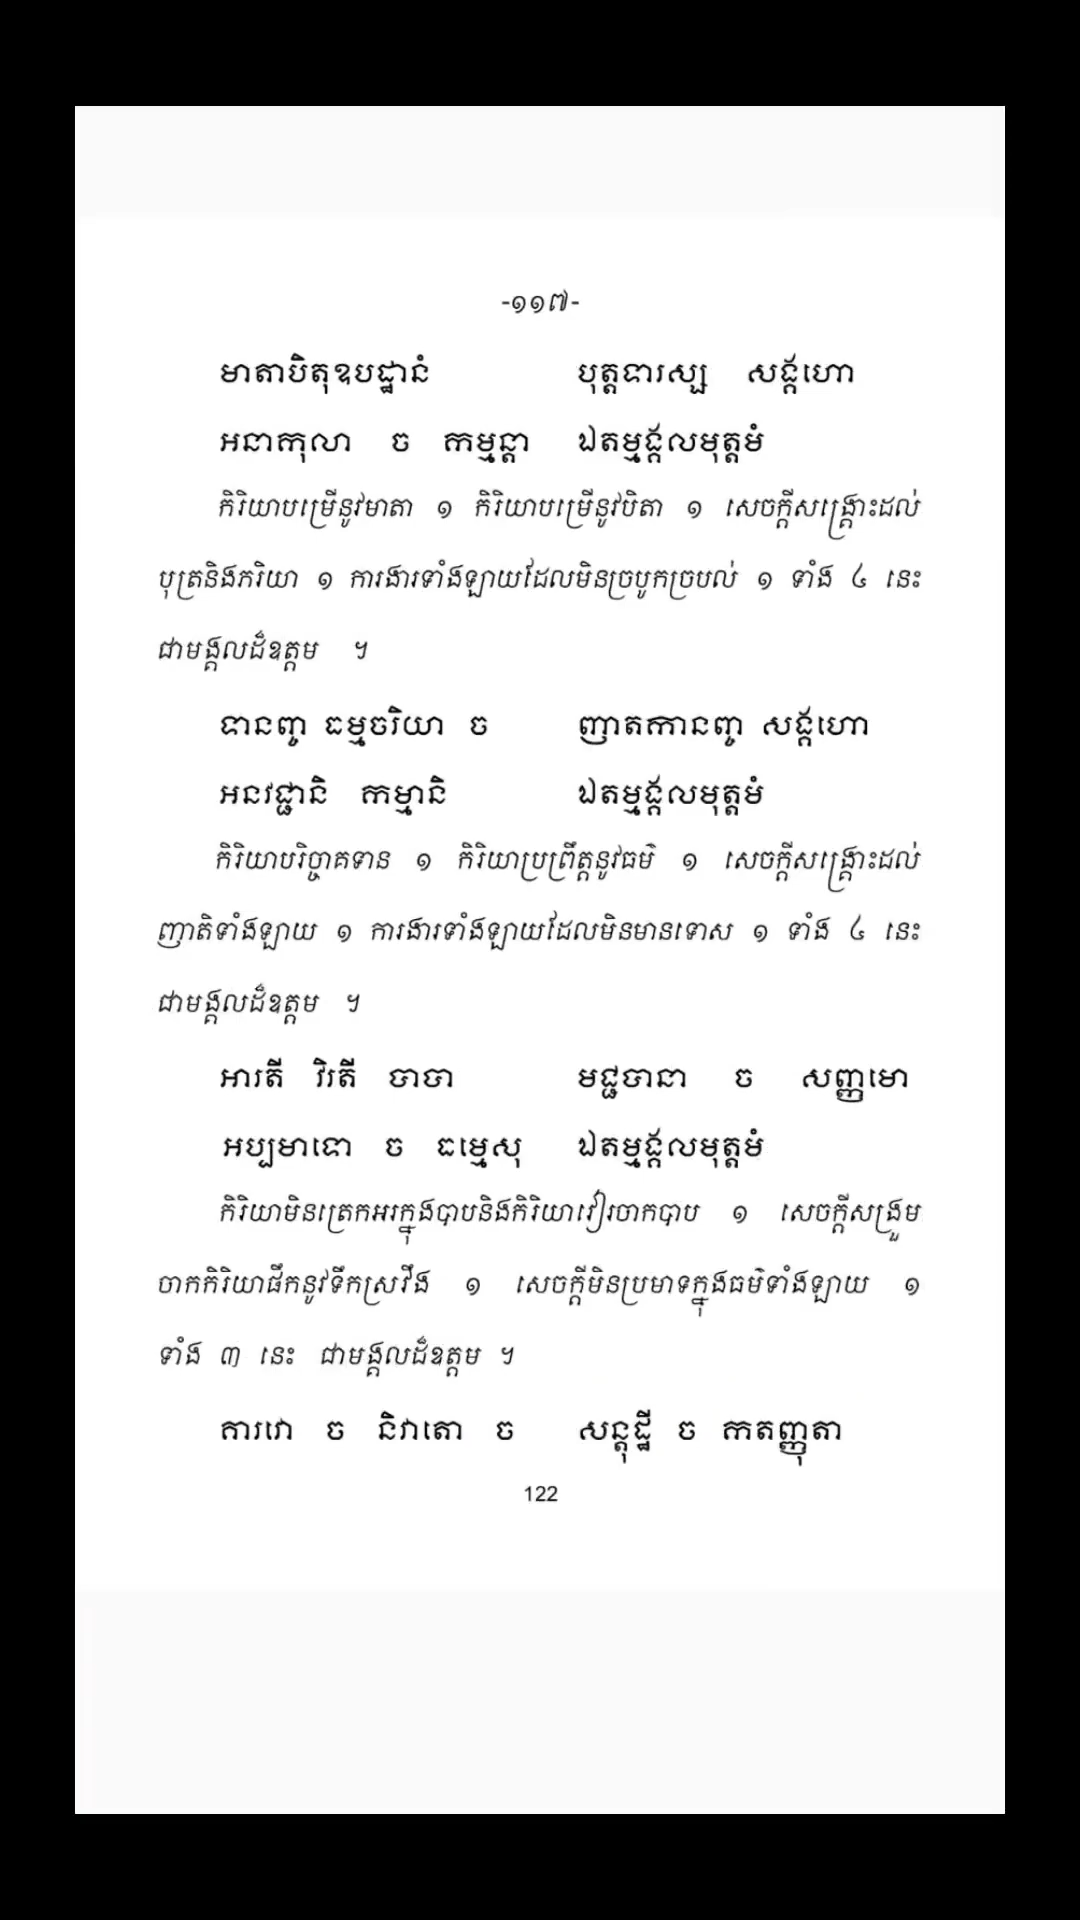 -១១៧-
មាតាបិតុឧបដ្ឋានំ បុត្តទារស្ស សង្គហោ
អនាកុលា ច កម្មន្តា ឯតម្មង្គលមុត្តមំ
កិរិយាបម្រើនូវមាតា ១ កិរិយាបម្រើនូវបិតា ១ សេចក្តីសង្គ្រោះដល់
បុត្រនិងភរិយា ១ ការងារទាំងឡាយដែលមិនច្របូកច្របល់ ១ ទាំង ៤ នេះ
ជាមង្គលដ៏ឧត្តម ។
ទានញ្ច ធម្មចរិយា ច ញាតកានញ្ច សង្គហោ
អនវជ្ជានិ កម្មានិ ឯតម្មង្គលមុត្តមំ
កិរិយាបរិច្ចាគទាន ១ កិរិយាប្រព្រឹត្តនូវធម៌ ១ សេចក្តីសង្គ្រោះដល់
ញាតិទាំងឡាយ ១ ការងារទាំងឡាយដែលមិនមានទោស ១ ទាំង ៤ នេះ
ជាមង្គលដ៏ឧត្តម ។
អារតី វិរតី បាបា មជ្ជបានា ច សញ្ញមោ
អប្បមាទោ ច ធម្មេសុ ឯតម្មង្គលមុត្តមំ
កិរិយាមិនត្រេកអរក្នុងបាបនិងកិរិយាវៀរចាកបាប ១ សេចក្តីសង្រួម
ចាកកិរិយាផឹកនូវទឹកស្រវឹង ១ សេចក្តីមិនប្រមាទក្នុងធម៌ទាំងឡាយ ១
ទាំង ៣ នេះ ជាមង្គលដ៏ឧត្តម ។
គារវោ ច និវាតោ ច សន្តុដ្ឋី ច កតញ្ញុតា
122